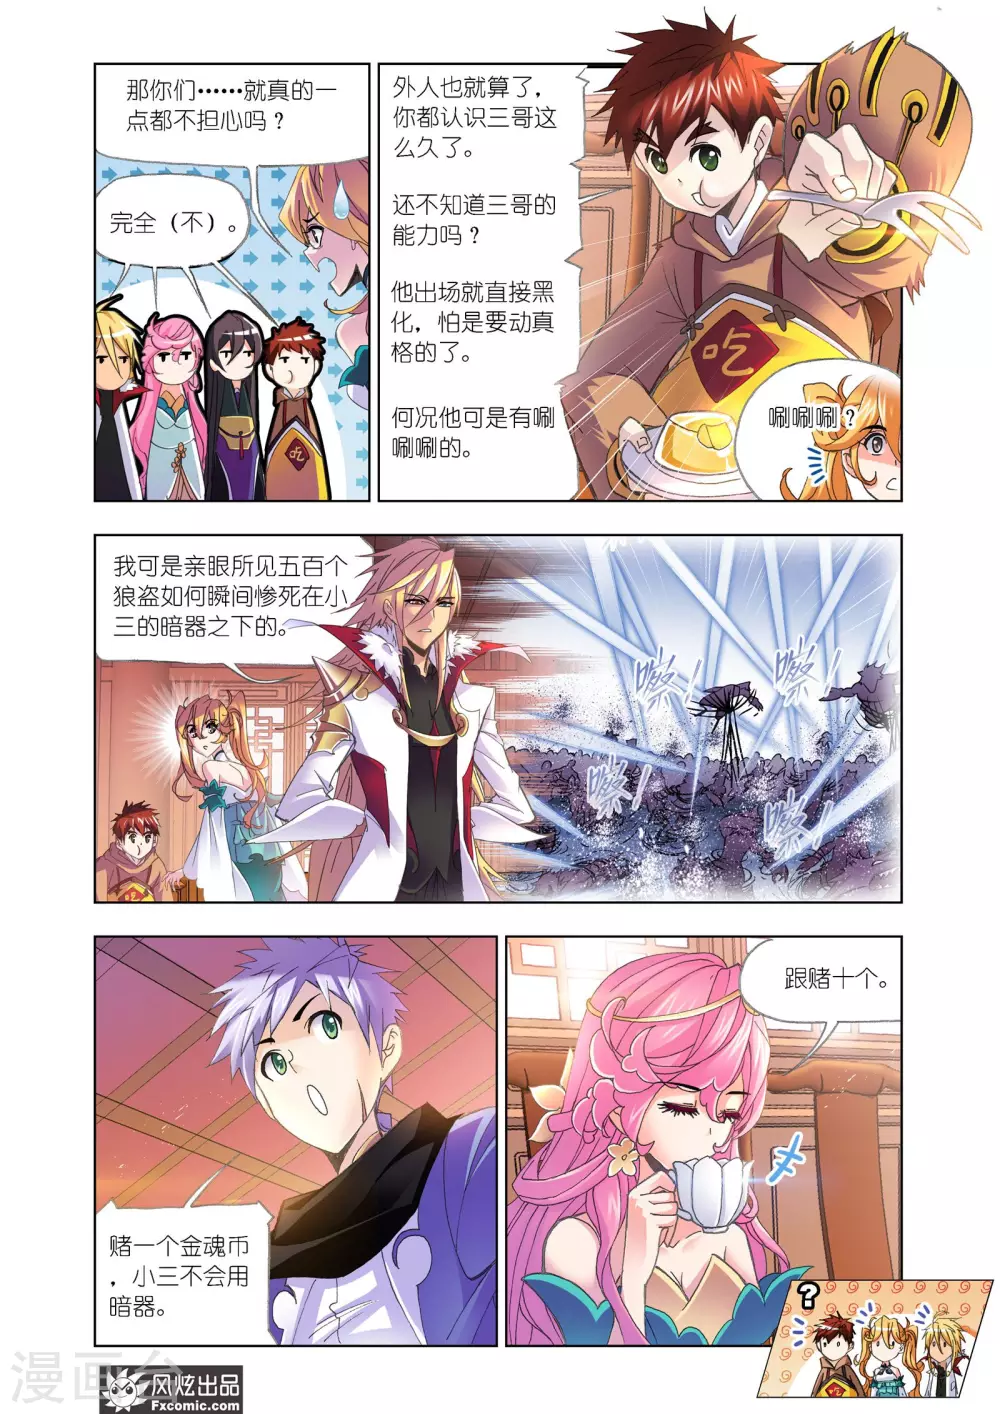 那你们······就真的一
点都不担心吗？
完全（不）。
吃
外人也就算了，
你都认识三哥这
么久了。
还不知道三哥的
能力吗？
他出场就直接黑
化，怕是要动真
格的了。
何况他可是有唰
唰唰的。
吃
唰唰唰？
我可是亲眼所见五百个
狼盗如何瞬间惨死在小
三的暗器之下的。
嚓！
嚓！
嚓！
嚓！
吃
赌一个金魂币
，小三不会用
暗器。
跟赌十个。
?
漫画台
风炫出品
Fxcomic.com